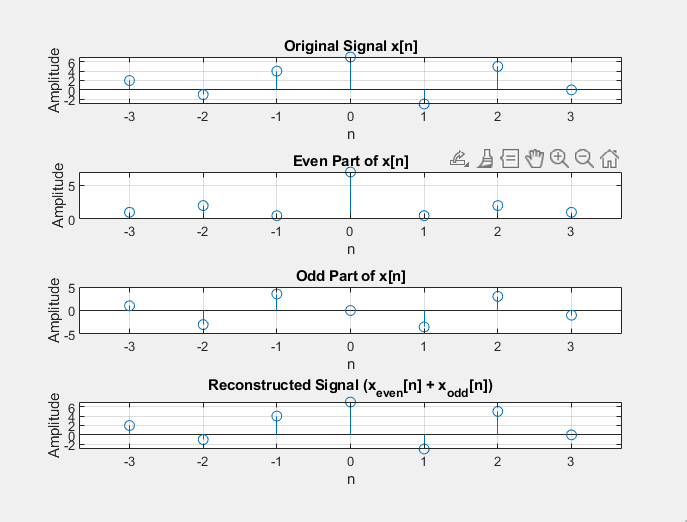 Original Signal x[n]
Amplitude
6
4
2
0
-2
-3 -2 -1 0 1 2 3
n
Even Part of x[n]
Amplitude
5
0
-3 -2 -1 0 1 2 3
n
Odd Part of x[n]
Amplitude
5
0
-5
-3 -2 -1 0 1 2 3
n
Reconstructed Signal (x_even[n] + x_odd[n])
Amplitude
6
4
2
0
-2
-3 -2 -1 0 1 2 3
n